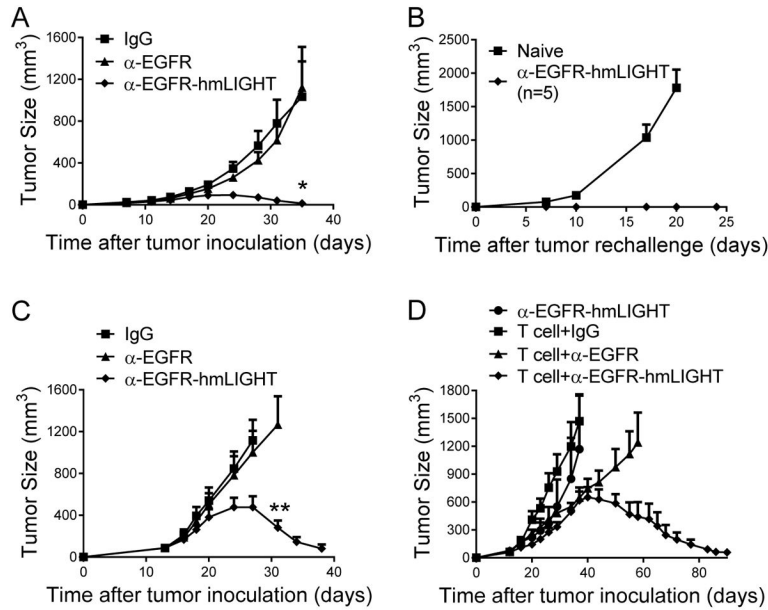 A
IgG
α-EGFR
α-EGFR-hmLIGHT
Tumor Size (mm³)
1600
1200
800
400
0
*
0 10 20 30 40
Time after tumor inoculation (days)
B
Naive
α-EGFR-hmLIGHT
(n=5)
Tumor Size (mm³)
2500
2000
1500
1000
500
0
0 5 10 15 20 25
Time after tumor rechallenge (days)
C
IgG
α-EGFR
α-EGFR-hmLIGHT
Tumor Size (mm³)
1600
1200
800
400
0
**
0 10 20 30 40
Time after tumor inoculation (days)
D
α-EGFR-hmLIGHT
T cell+IgG
T cell+α-EGFR
T cell+α-EGFR-hmLIGHT
Tumor Size (mm³)
1800
1500
1200
900
600
300
0
0 20 40 60 80
Time after tumor inoculation (days)